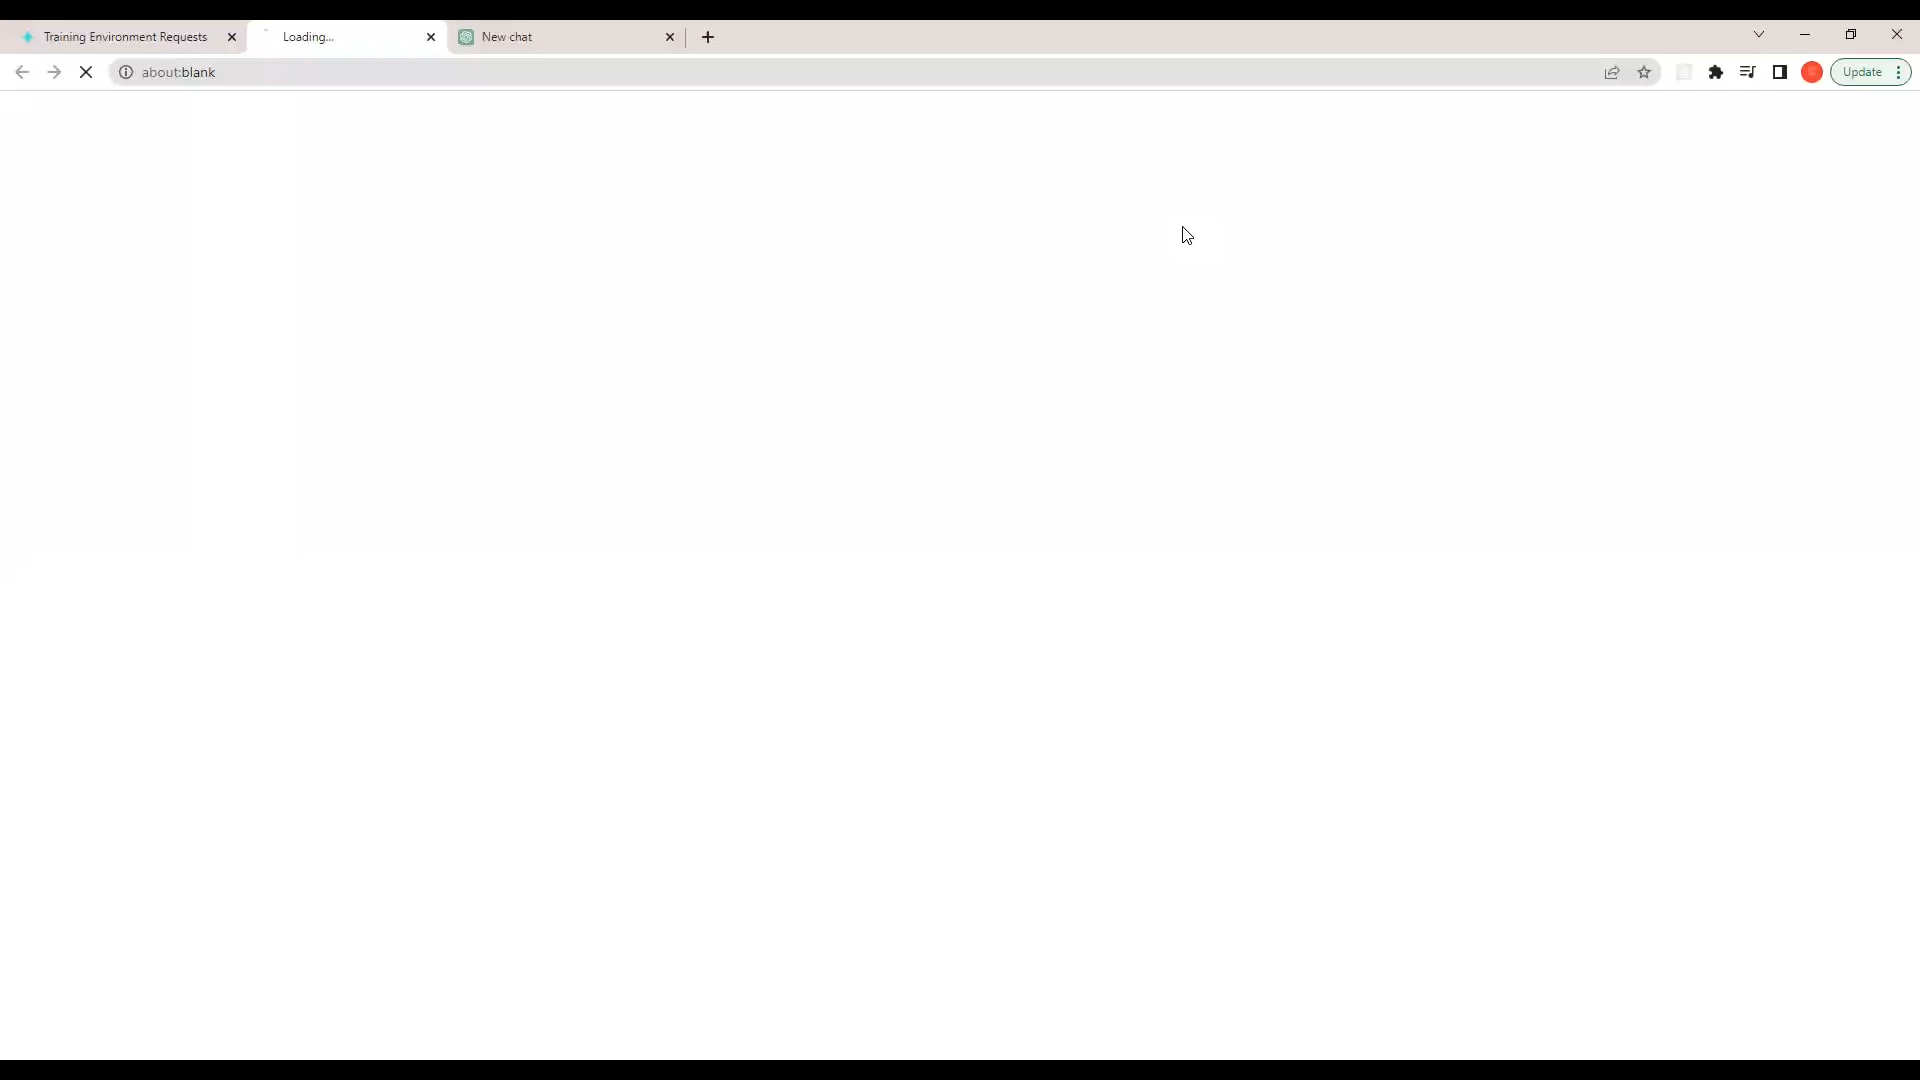 Training Environment Requests
Loading...
New chat
about:blank
Update